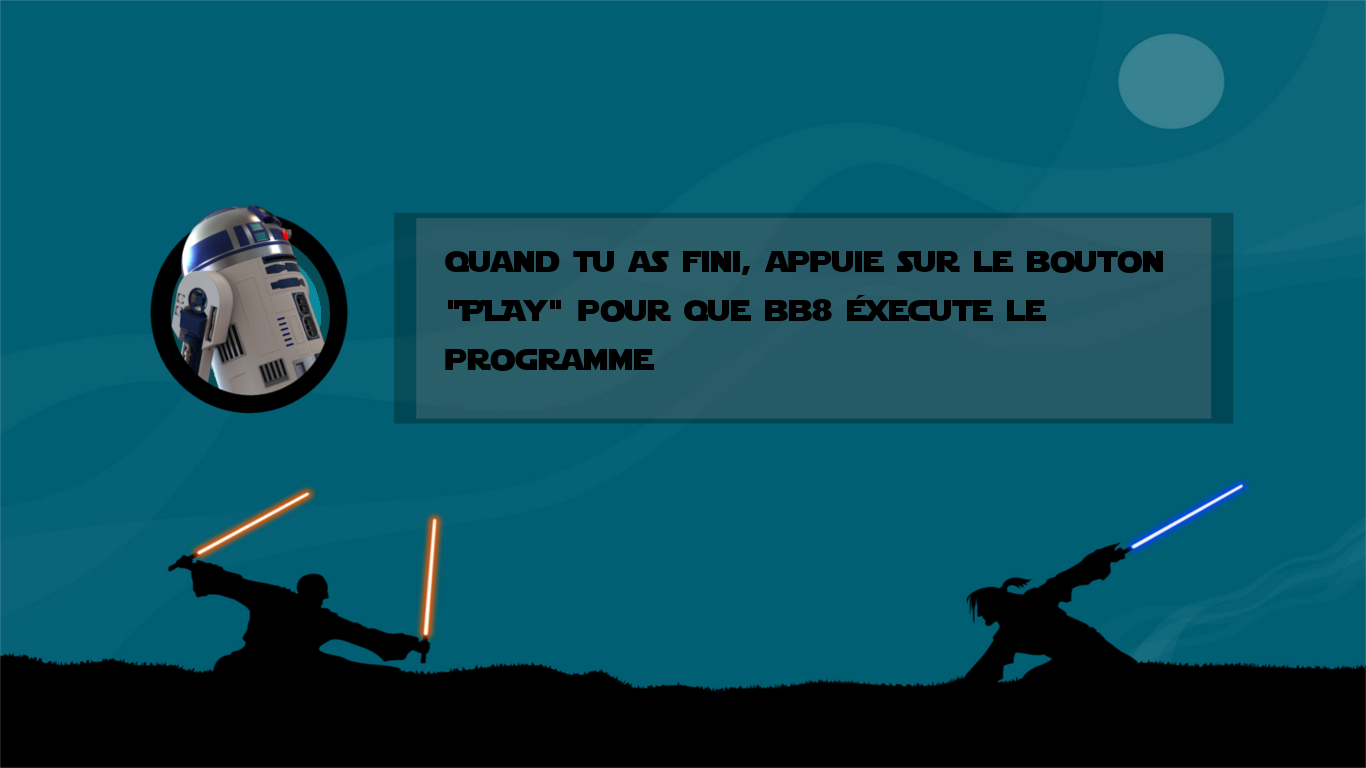 QUAND TU AS FINI, APPUIE SUR LE BOUTON
"PLAY" POUR QUE BB8 ÉXECUTE LE
PROGRAMME